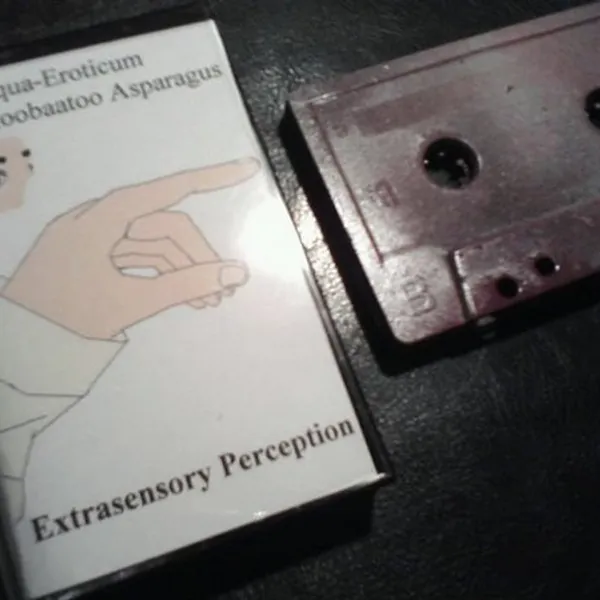 qua-Eroticum
oobaatoo Asparagus
Extrasensory Perception
B